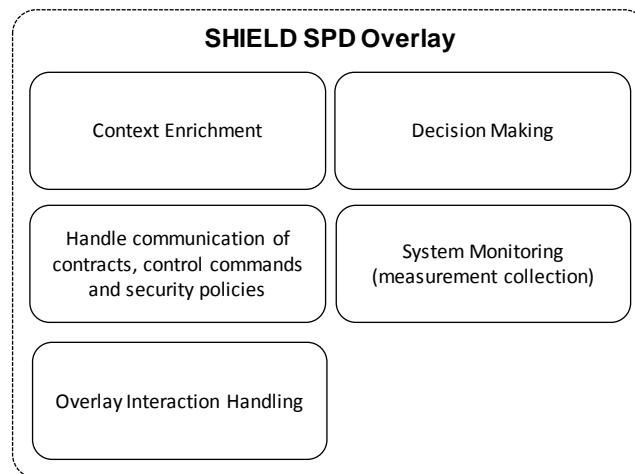 SHIELD SPD Overlay
Context Enrichment
Decision Making
Handle communication of
contracts, control commands
and security policies
System Monitoring
(measurement collection)
Overlay Interaction Handling